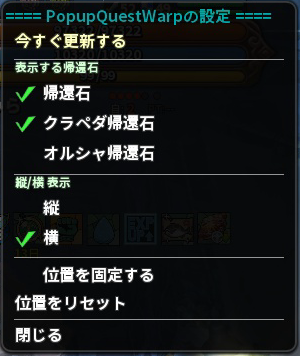 ==== PopupQuestWarpの設定 ====
今すぐ更新する
表示する帰還石
帰還石
クラペダ帰還石
オルシャ帰還石
縦/横 表示
縦
横
位置を固定する
位置をリセット
閉じる